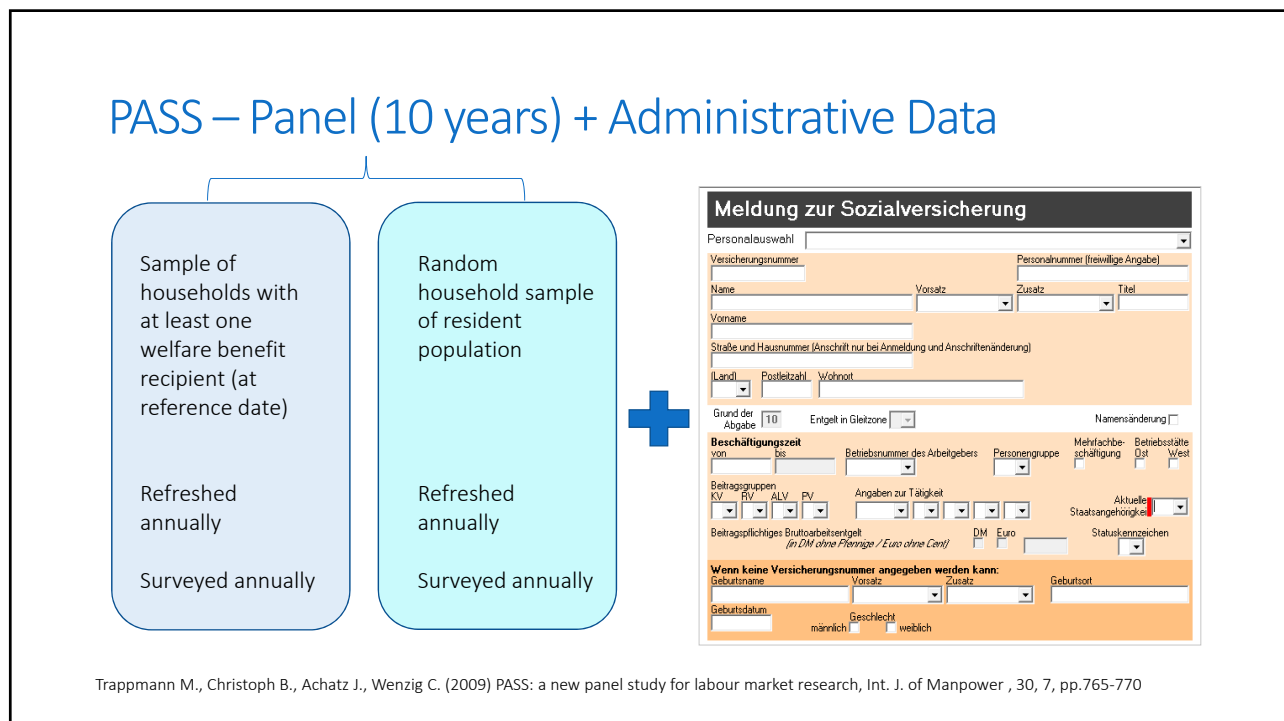 PASS – Panel (10 years) + Administrative Data
Sample of
households with
at least one
welfare benefit
recipient (at
reference date)
Refreshed
annually
Surveyed annually
Random
household sample
of resident
population
Refreshed
annually
Surveyed annually
Meldung zur Sozialversicherung
Personalauswahl
Versicherungsnummer Personalnummer (freiwillige Angabe)
Name Vorsatz Zusatz Titel
Vorname
Straße und Hausnummer (Anschrift nur bei Anmeldung und Anschriftenänderung)
(Land) Postleitzahl Wohnort
Grund der
Abgabe 10 Entgelt in Gleitzone Namensänderung
Beschäftigungszeit
von bis Betriebsnummer des Arbeitgebers Personengruppe
Mehrfachbe-
schäftigung
Betriebsstätte
Ost West
Beitragsgruppen
KV RV ALV PV Angaben zur Tätigkeit
Aktuelle
Staatsangehörigkei
Beitragspflichtiges Bruttoarbeitsentgelt DM Euro Statuskennzeichen
(in DM ohne Pfennige / Euro ohne Cent)
Wenn keine Versicherungsnummer angegeben werden kann:
Geburtsname Vorsatz Zusatz Geburtsort
Geburtsdatum
Geschlecht
männlich weiblich
Trappmann M., Christoph B., Achatz J., Wenzig C. (2009) PASS: a new panel study for labour market research, Int. J. of Manpower , 30, 7, pp.765-770